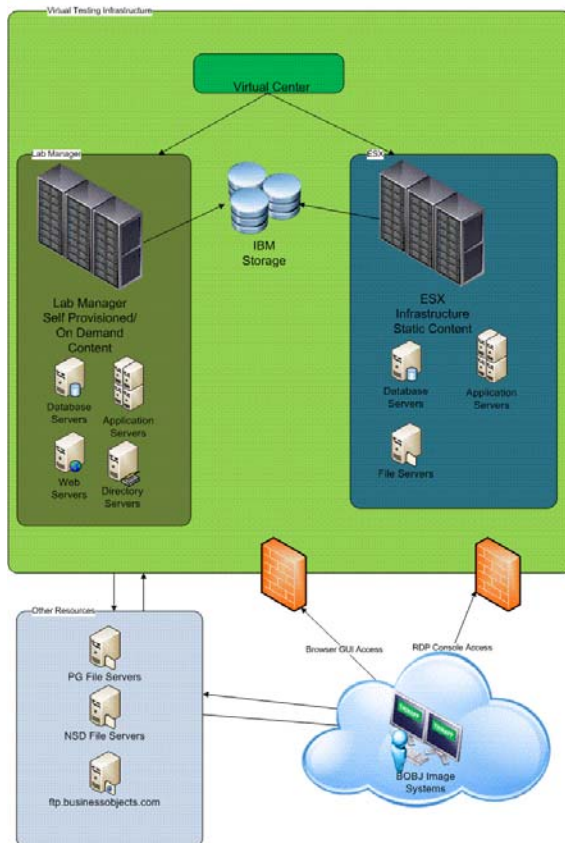 Virtual Testing Infrastructure
Virtual Center
Lab Manager
ESX
IBM
Storage
Lab Manager
Self Provisioned/
On Demand
Content
ESX
Infrastructure
Static Content
Database
Servers
Application
Servers
Web
Servers
Directory
Servers
Database
Servers
Application
Servers
File Servers
Other Resources
PG File Servers
NSD File Servers
ftp.businessobjects.com
Browser GUI Access
RDP Console Access
BOBJ Image
Systems